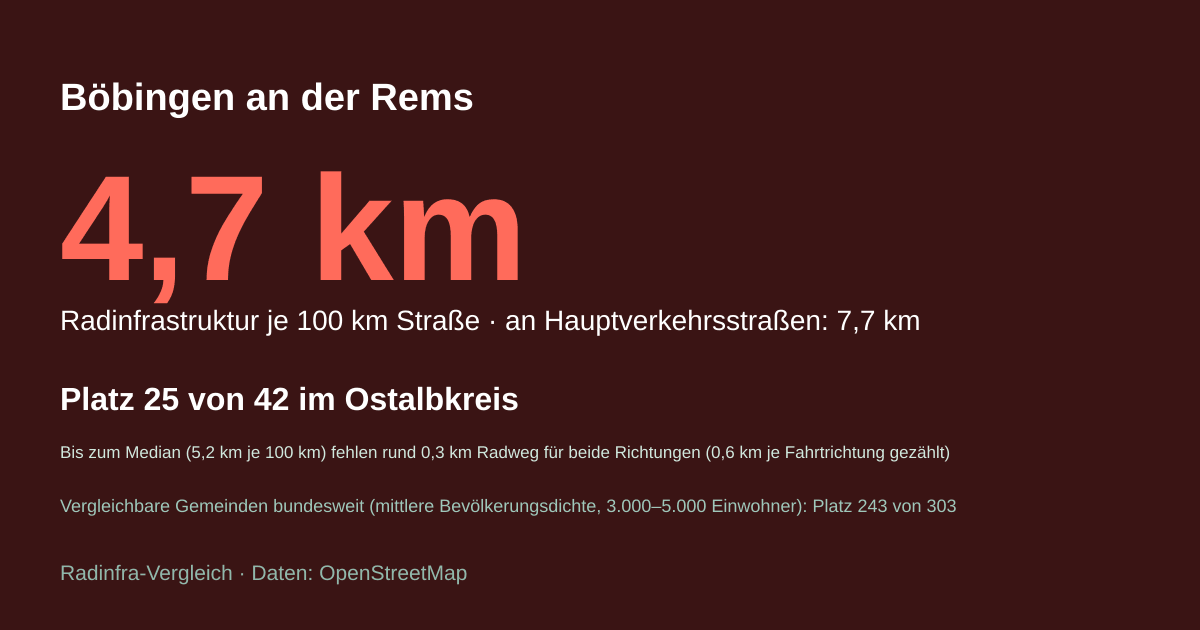 Böbingen an der Rems
4,7 km
Radinfrastruktur je 100 km Straße · an Hauptverkehrsstraßen: 7,7 km
Platz 25 von 42 im Ostalbkreis
Bis zum Median (5,2 km je 100 km) fehlen rund 0,3 km Radweg für beide Richtungen (0,6 km je Fahrtrichtung gezählt)
Vergleichbare Gemeinden bundesweit (mittlere Bevölkerungsdichte, 3.000–5.000 Einwohner): Platz 243 von 303
Radinfra-Vergleich · Daten: OpenStreetMap